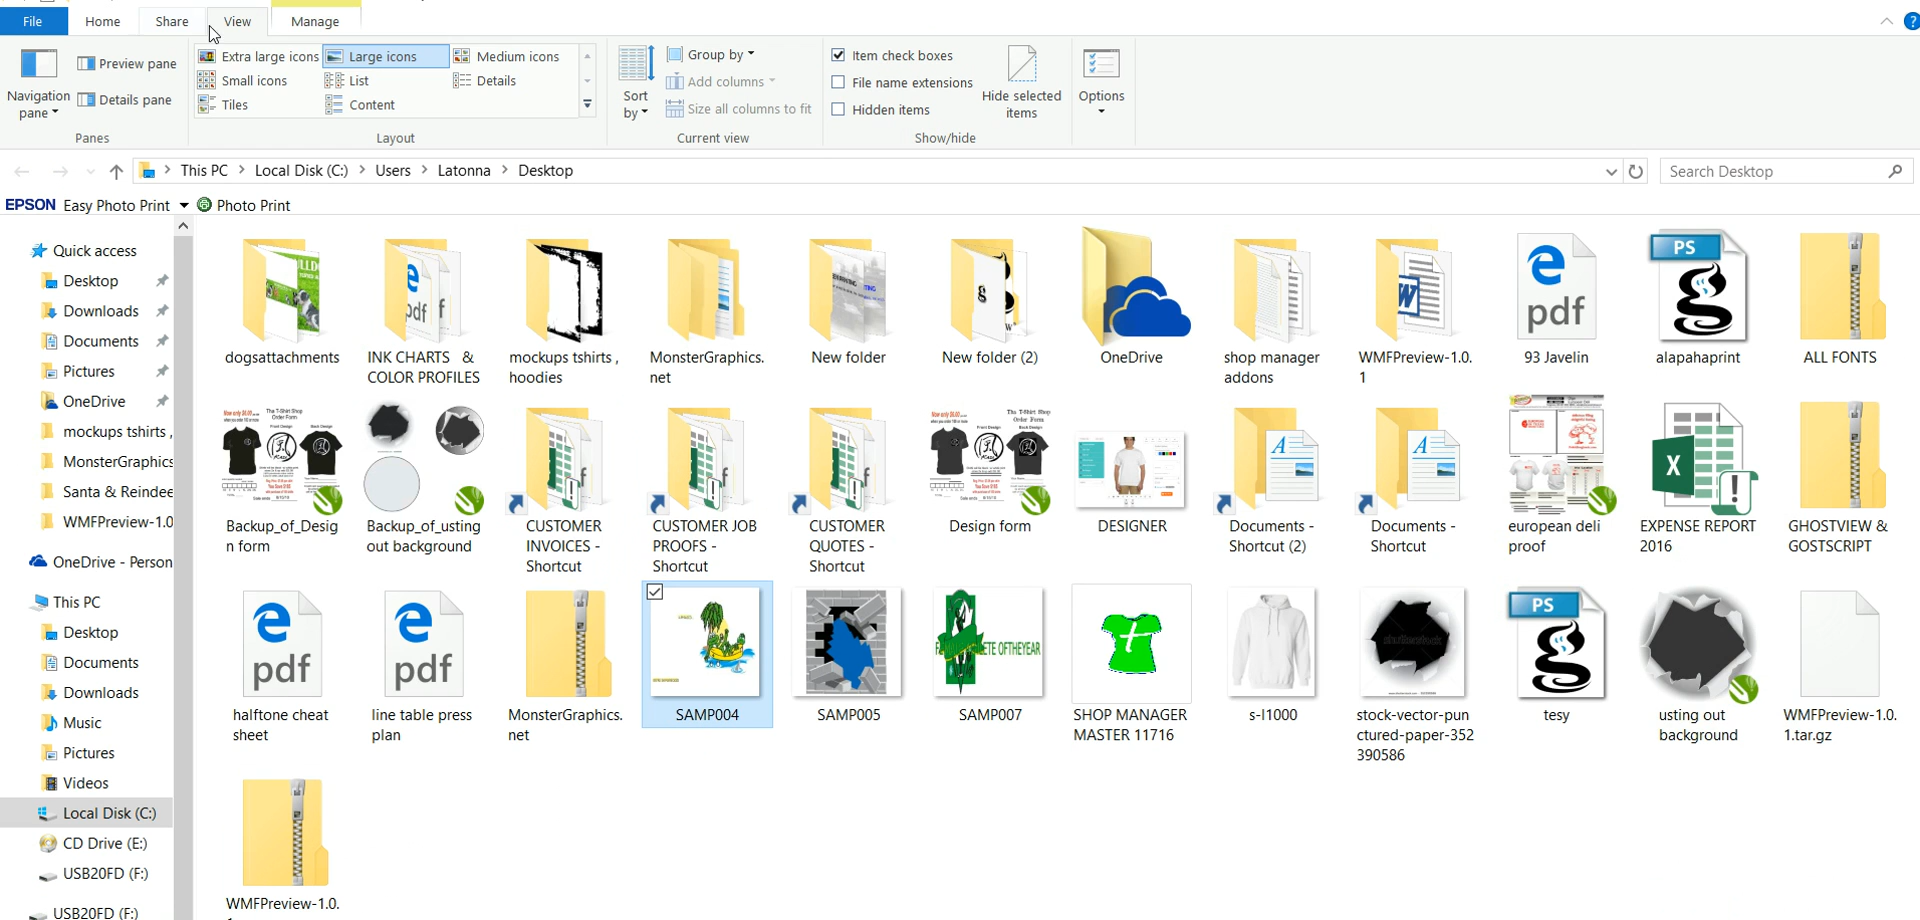 File Home Share View Manage
Navigation pane
Preview pane
Details pane
Panes
Extra large icons Large icons Medium icons
Small icons List Details
Tiles Content
Layout
Sort by
Group by
Add columns
Size all columns to fit
Current view
Item check boxes
File name extensions
Hidden items
Hide selected items
Show/hide
Options
This PC > Local Disk (C:) > Users > Latonna > Desktop
Search Desktop
EPSON Easy Photo Print Photo Print
Quick access
Desktop
Downloads
Documents
Pictures
OneDrive
mockups tshirts ,
MonsterGraphics
Santa & Reindee
WMFPreview-1.0
OneDrive - Person
This PC
Desktop
Documents
Downloads
Music
Pictures
Videos
Local Disk (C:)
CD Drive (E:)
USB20FD (F:)
USB20FD (F:)
dogsattachments
INK CHARTS &
COLOR PROFILES
mockups tshirts ,
hoodies
MonsterGraphics.
net
New folder
New folder (2)
OneDrive
shop manager
addons
WMFPreview-1.0.
1
pdf
93 Javelin
PS
alapahaprint
ALL FONTS
Backup_of_Desig
n form
Backup_of_usting
out background
CUSTOMER
INVOICES -
Shortcut
CUSTOMER JOB
PROOFS -
Shortcut
CUSTOMER
QUOTES -
Shortcut
Design form
DESIGNER
Documents -
Shortcut (2)
Documents -
Shortcut
european deli
proof
EXPENSE REPORT
2016
GHOSTVIEW &
GOSTSCRIPT
pdf
halftone cheat
sheet
pdf
line table press
plan
MonsterGraphics.
net
SAMP004
SAMP005
SAMP007
SHOP MANAGER
MASTER 11716
s-l1000
stock-vector-pun
ctured-paper-352
390586
PS
tesy
usting out
background
WMFPreview-1.0.
1.tar.gz
WMFPreview-1.0.